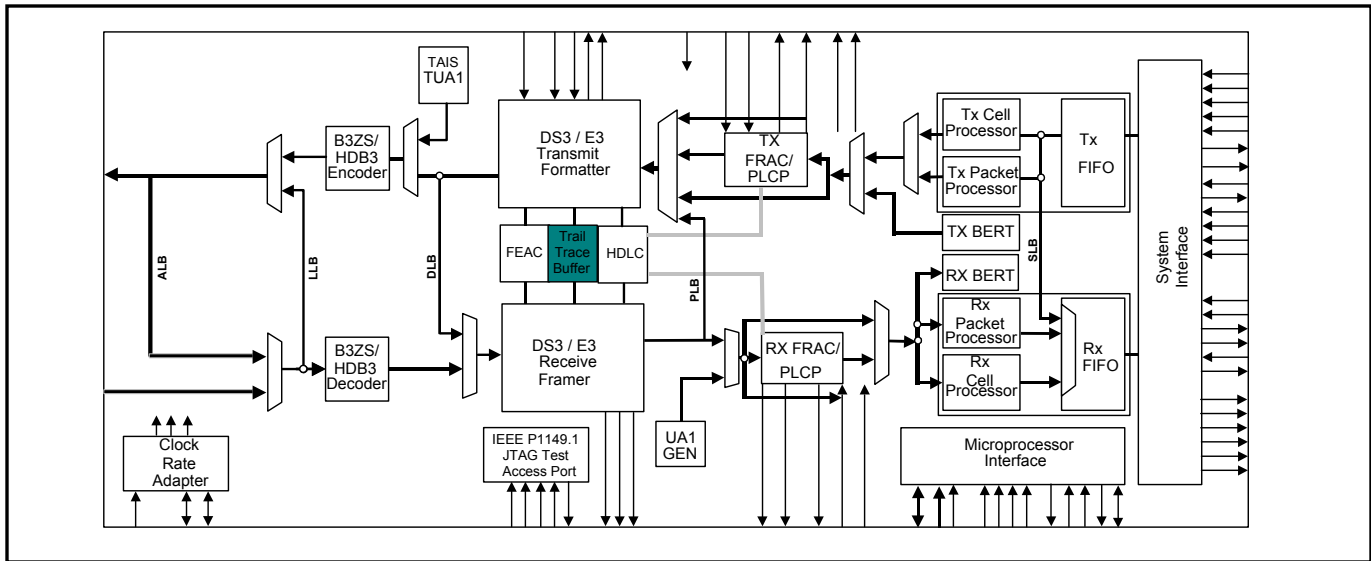 TAIS
TUA1
B3ZS/
HDB3
Encoder
DS3 / E3
Transmit
Formatter
TX
FRAC/
PLCP
Tx Cell
Processor
Tx Packet
Processor
Tx
FIFO
TX BERT
RX BERT
System
Interface
FEAC
Trail
Trace
Buffer
HDLC
ALB
LLB
DLB
PLB
SLB
B3ZS/
HDB3
Decoder
DS3 / E3
Receive
Framer
RX FRAC/
PLCP
Rx
Packet
Processor
Rx
Cell
Processor
Rx
FIFO
UA1
GEN
Clock
Rate
Adapter
IEEE P1149.1
JTAG Test
Access Port
Microprocessor
Interface